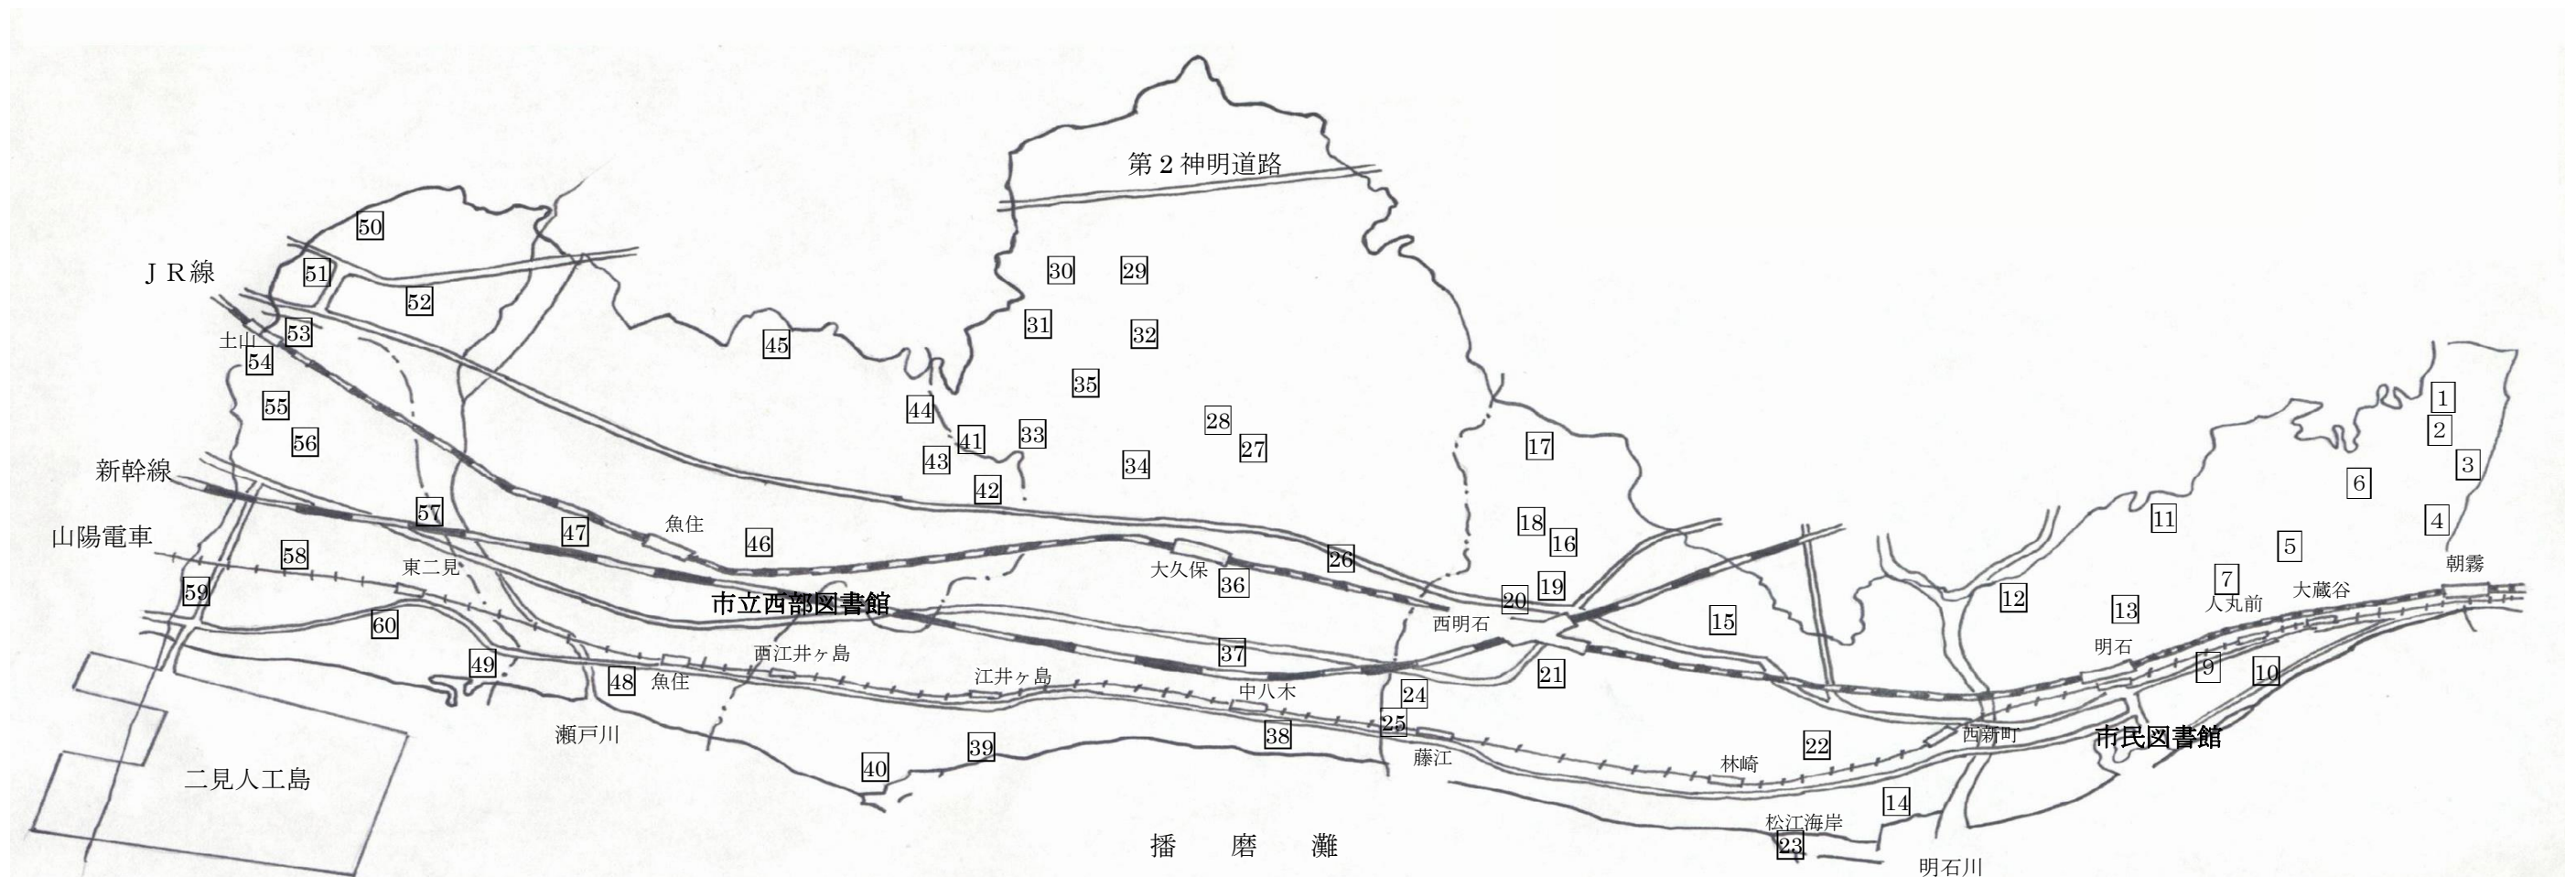 第2神明道路
50
JR線
51
30
29
52
31
32
53
45
土山
54
35
1
55
44
28
2
56
41
33
17
27
43
34
3
新幹線
42
6
57
18
11
4
山陽電車
47
魚住
46
16
5
58
26
朝霧
東二見
大久保
36
19
7
大蔵谷
59
市立西部図書館
20
12
人丸前
13
60
西明石
15
49
西江井ヶ島
37
明石
48
魚住
江井ヶ島
中八木
21
9
10
24
瀬戸川
39
38
25
22
西新町
市民図書館
40
藤江
林崎
二見人工島
14
松江海岸
播磨灘
23
明石川